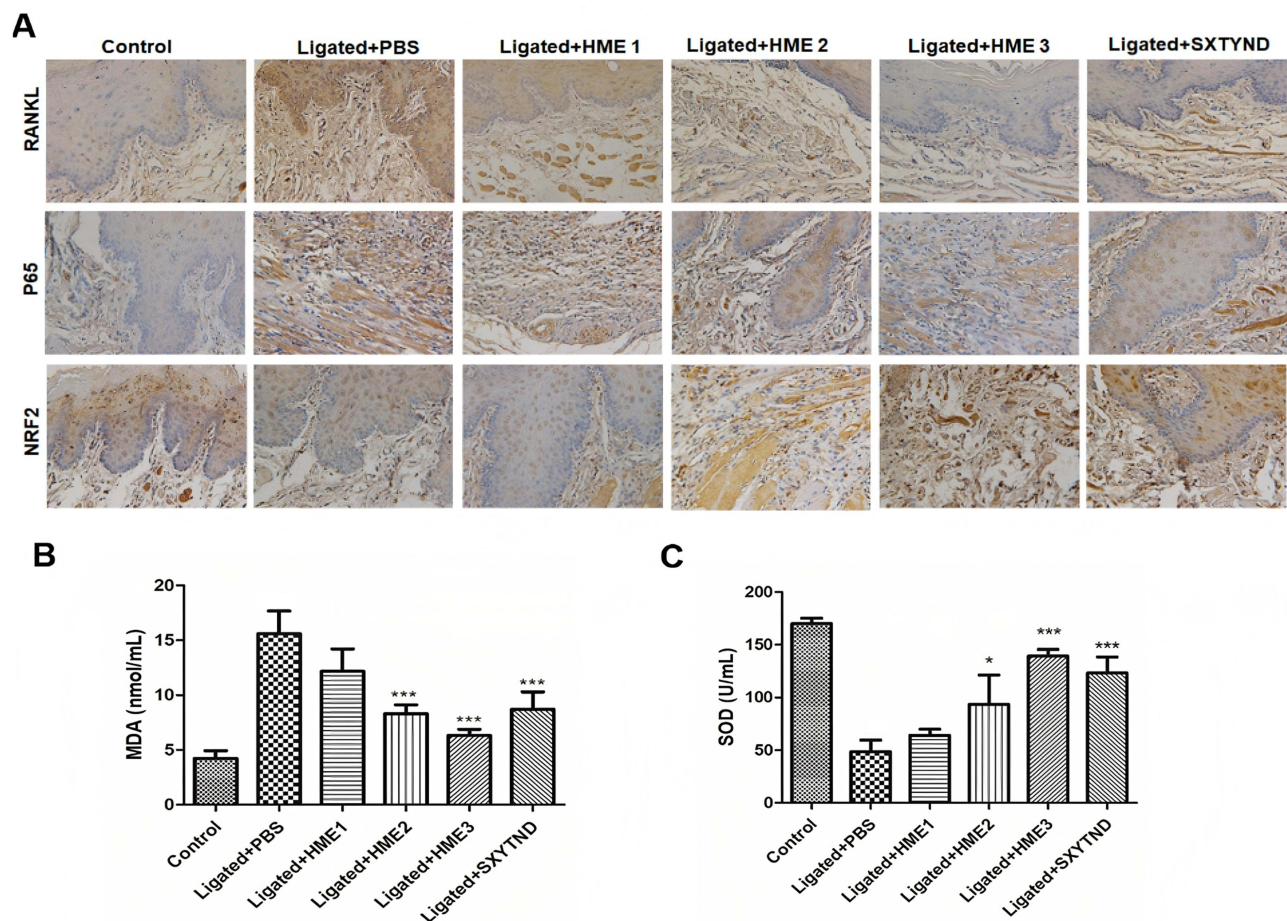 A
Control Ligated+PBS Ligated+HME 1 Ligated+HME 2 Ligated+HME 3 Ligated+SXTYND
RANKL
P65
NRF2
B
MDA (nmol/mL)
20
15
10
5
0
***
***
***
Control
Ligated+PBS
Ligated+HME1
Ligated+HME2
Ligated+HME3
Ligated+SXYTND
C
SOD (U/mL)
200
150
100
50
0
*
***
***
Control
Ligated+PBS
Ligated+HME1
Ligated+HME2
Ligated+HME3
Ligated+SXYTND